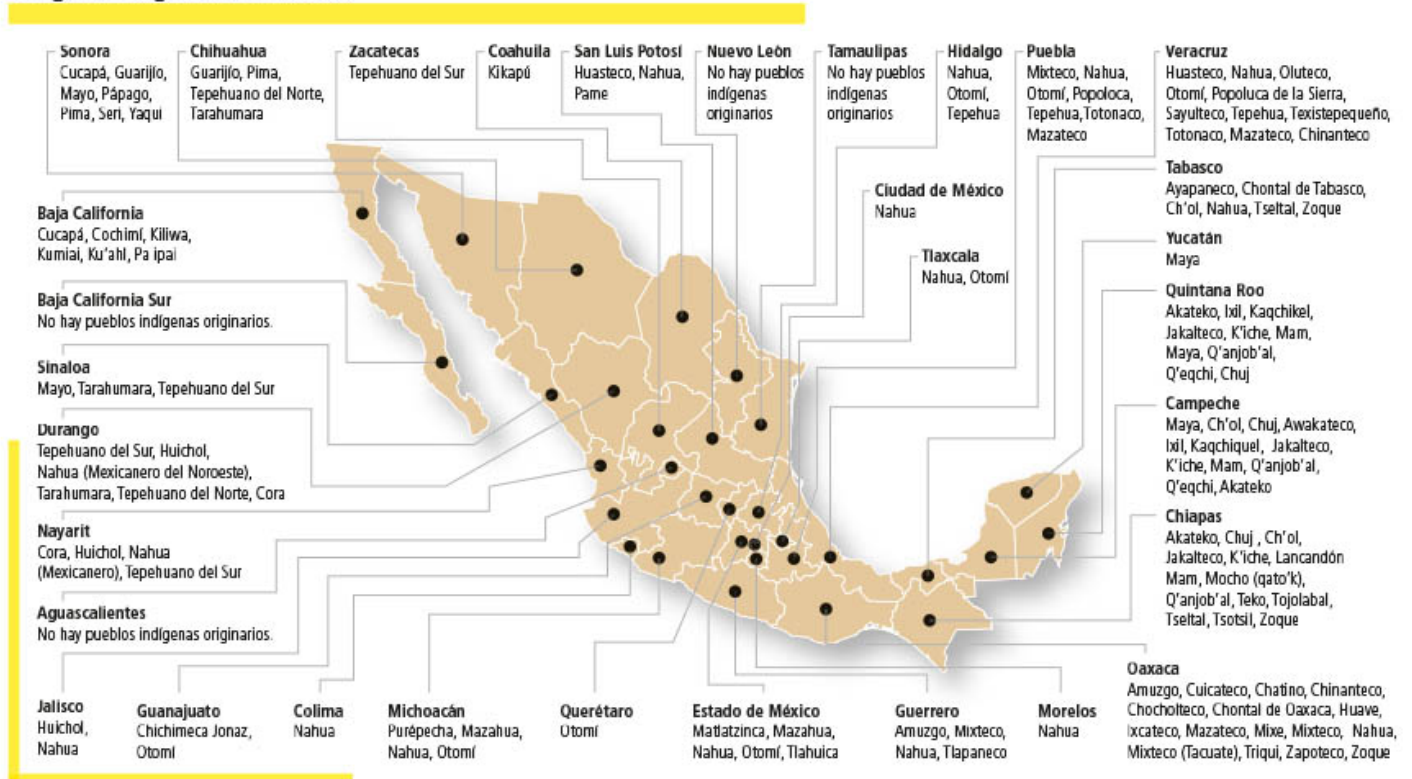 Sonora
Cucapá, Guarijío,
Mayo, Pápago,
Pima, Seri, Yaqui
Chihuahua
Guarijío, Pima,
Tepehuano del Norte,
Tarahumara
Zacatecas
Tepehuano del Sur
Coahuila
Kikapú
San Luis Potosí
Huasteco, Nahua,
Pame
Nuevo León
No hay pueblos
indígenas
originarios
Tamaulipas
No hay pueblos
indígenas
originarios
Hidalgo
Nahua,
Otomí,
Tepehua
Puebla
Mixteco, Nahua,
Otomí, Popoloca,
Tepehua, Totonaco,
Mazateco
Veracruz
Huasteco, Nahua, Oluteco,
Otomí, Popoluca de la Sierra,
Sayulteco, Tepehua, Texistepequeño,
Totonaco, Mazateco, Chinanteco
Tabasco
Ayapaneco, Chontal de Tabasco,
Ch'ol, Nahua, Tseltal, Zoque
Ciudad de México
Nahua
Baja California
Cucapá, Cochimí, Kiliwa,
Kumiai, Ku'ahl, Pa ipai
Yucatán
Maya
Tlaxcala
Nahua, Otomí
Baja California Sur
No hay pueblos indígenas originarios.
Quintana Roo
Akateko, Ixil, Kaqchikel,
Jakalteco, K'iche, Mam,
Maya, Q'anjob'al,
Q'eqchi, Chuj
Sinaloa
Mayo, Tarahumara, Tepehuano del Sur
Campeche
Maya, Ch'ol, Chuj, Awakateco,
Ixil, Kaqchiquel, Jakalteco,
K'iche, Mam, Q'anjob'al,
Q'eqchi, Akateko
Durango
Tepehuano del Sur, Huichol,
Nahua (Mexicanero del Noroeste),
Tarahumara, Tepehuano del Norte, Cora
Chiapas
Akateko, Chuj , Ch'ol,
Jakalteco, K'iche, Lancandón
Mam, Mocho (qato'k),
Q'anjob'al, Teko, Tojolabal,
Tseltal, Tsotsil, Zoque
Nayarit
Cora, Huichol, Nahua
(Mexicanero), Tepehuano del Sur
Aguascalientes
No hay pueblos indígenas originarios.
Jalisco
Huichol,
Nahua
Guanajuato
Chichimeca Jonaz,
Otomí
Colima
Nahua
Michoacán
Purépecha, Mazahua,
Nahua, Otomí
Querétaro
Otomí
Estado de México
Matlatzinca, Mazahua,
Nahua, Otomí, Tlahuica
Guerrero
Amuzgo, Mixteco,
Nahua, Tlapaneco
Morelos
Nahua
Oaxaca
Amuzgo, Cuicateco, Chatino, Chinanteco,
Chocholteco, Chontal de Oaxaca, Huave,
Ixcateco, Mazateco, Mixe, Mixteco, Nahua,
Mixteco (Tacuate), Triqui, Zapoteco, Zoque